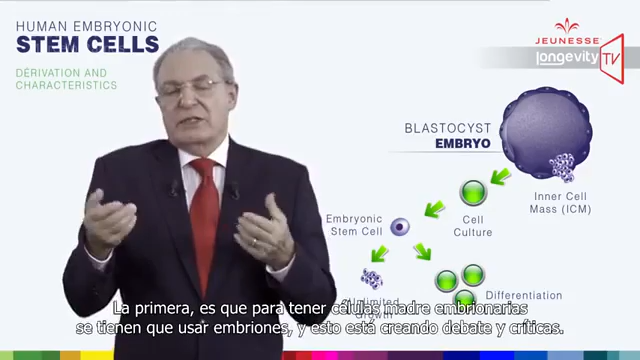 HUMAN EMBRYONIC
STEM CELLS
DERIVATION AND
CHARACTERISTICS
JEUNESSE
longevity TV
BLASTOCYST
EMBRYO
Inner Cell
Mass (ICM)
Cell
Culture
Embryonic
Stem Cell
Differentiation
Unlimited
Growth
La primera, es que para tener células madre embrionarias
se tienen que usar embriones, y esto está creando debate y críticas.